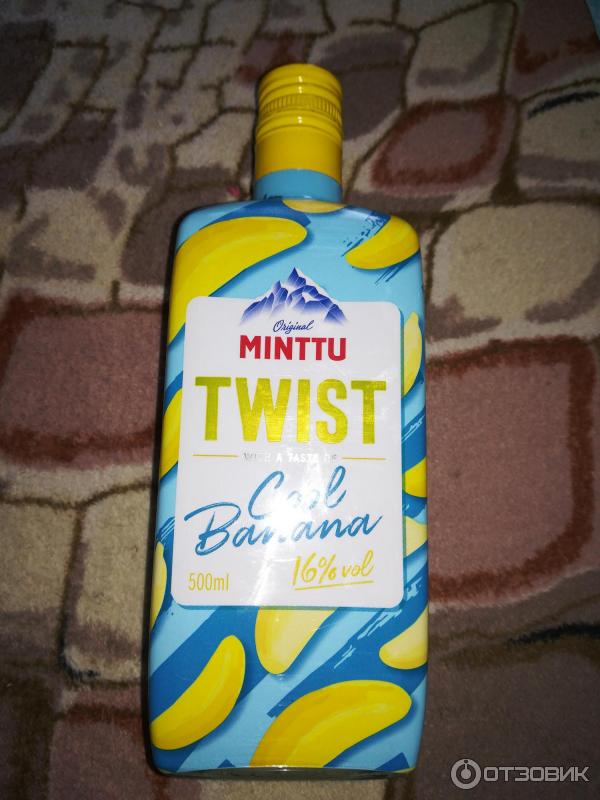 Original
MINTTU
TWIST
WITH A TASTE OF
Cool
Banana
16% vol
500ml
ОТЗОВИК